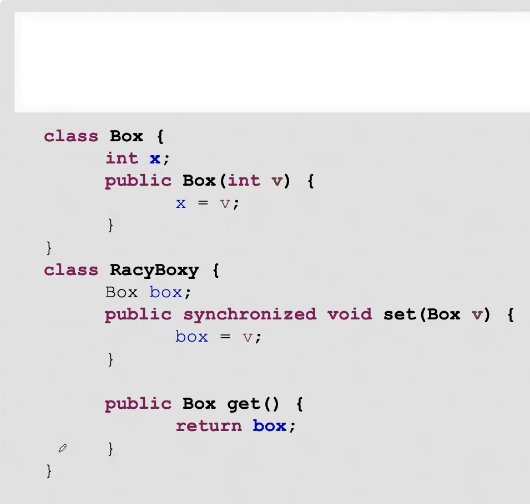 class Box {
int x;
public Box(int v) {
x = v;
}
}
class RacyBoxy {
Box box;
public synchronized void set(Box v) {
box = v;
}
public Box get() {
return box;
}
}